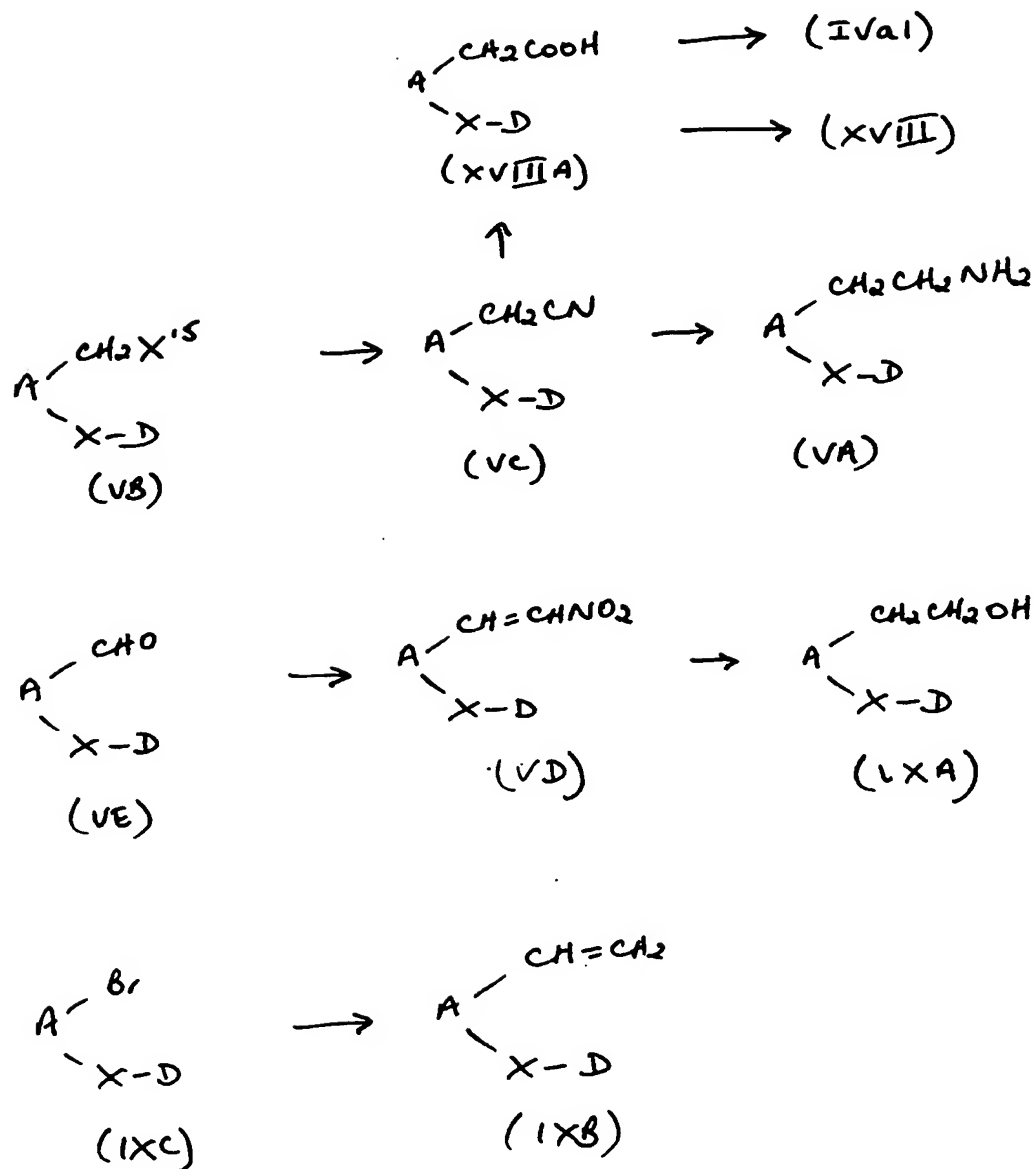 CH2COOH → (IVa1)
A
X-D → (XVIII)
(XVIIIA)
↑
CH2X'5 → CH2CN → CH2CH2NH2
A A A
X-D X-D X-D
(VB) (VC) (VA)
CHO → CH=CHNO2 → CH2CH2OH
A A A
X-D X-D X-D
(VE) (VD) (IXA)
Br → CH=CH2
A A
X-D X-D
(IXC) (IXB)